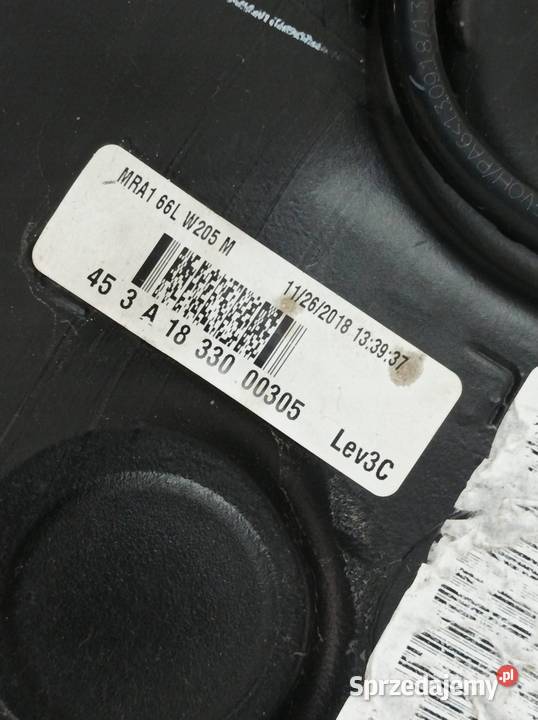 MRA1 66L W205 M
11/26/2018 13:39:37
45 3 A 18 330 00305
Lev3C
Sprzedajemy.pl